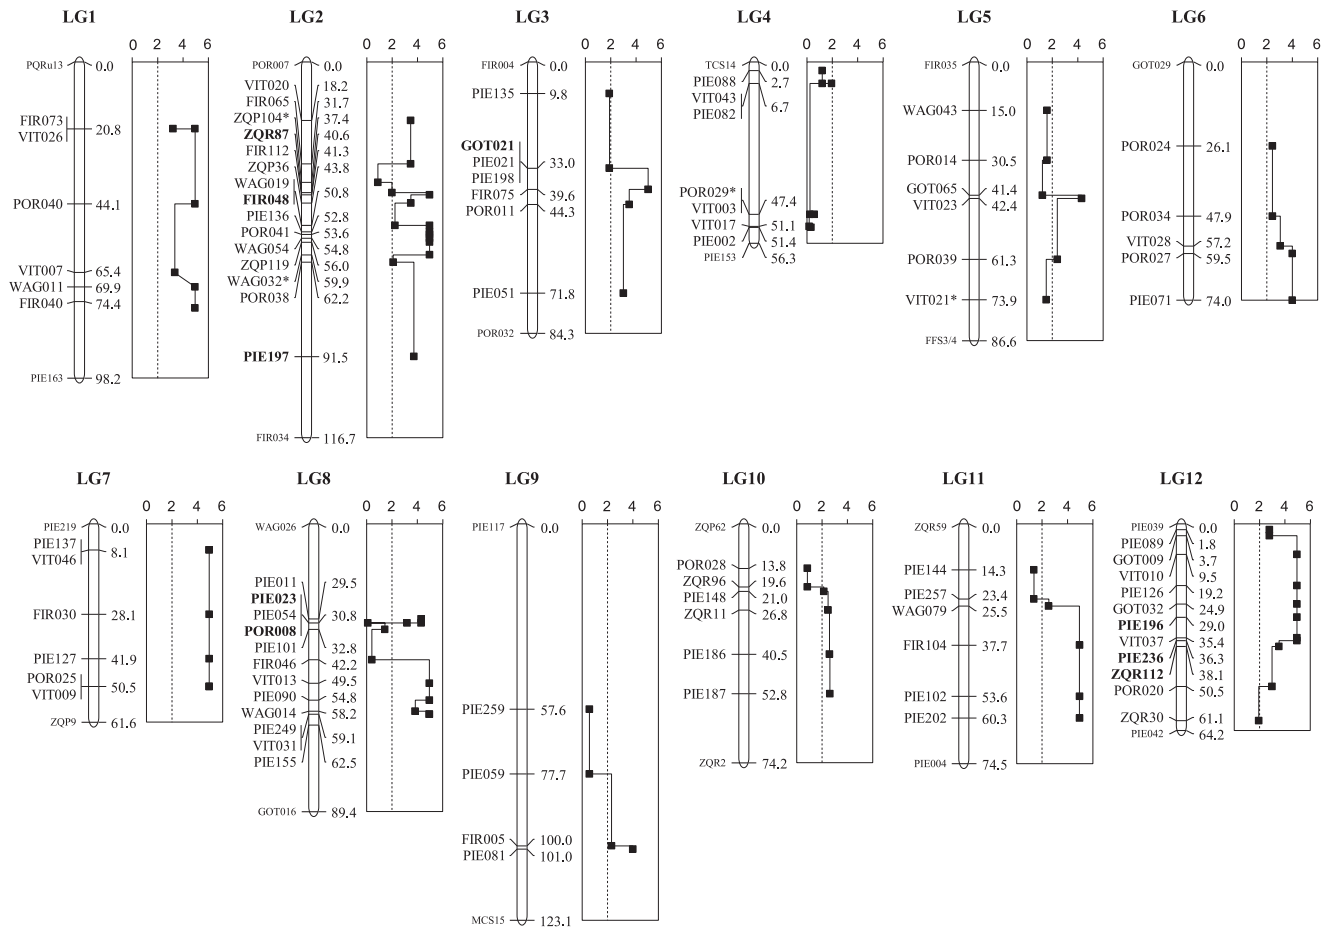 LG1
0 2 4 6
PQRu13 0.0
FIR073
VIT026 20.8
POR040 44.1
VIT007 65.4
WAG011 69.9
FIR040 74.4
PIE163 98.2
LG2
0 2 4 6
POR007 0.0
VIT020 18.2
FIR065 31.7
ZQP104* 37.4
ZQR87 40.6
FIR112 41.3
ZQP36 43.8
WAG019
FIR048 50.8
PIE136 52.8
POR041 53.6
WAG054 54.8
ZQP119 56.0
WAG032* 59.9
POR038 62.2
PIE197 91.5
FIR034 116.7
LG3
0 2 4 6
FIR004 0.0
PIE135 9.8
GOT021
PIE021 33.0
PIE198
FIR075 39.6
POR011 44.3
PIE051 71.8
POR032 84.3
LG4
0 2 4 6
TCS14 0.0
PIE088 2.7
VIT043
PIE082 6.7
POR029*
VIT003 47.4
VIT017 51.1
PIE002 51.4
PIE153 56.3
LG5
0 2 4 6
FIR035 0.0
WAG043 15.0
POR014 30.5
GOT065 41.4
VIT023 42.4
POR039 61.3
VIT021* 73.9
FFS3/4 86.6
LG6
0 2 4 6
GOT029 0.0
POR024 26.1
POR034 47.9
VIT028 57.2
POR027 59.5
PIE071 74.0
LG7
0 2 4 6
PIE219 0.0
PIE137
VIT046 8.1
FIR030 28.1
PIE127 41.9
POR025
VIT009 50.5
ZQP9 61.6
LG8
0 2 4 6
WAG026 0.0
PIE011 29.5
PIE023
PIE054 30.8
POR008
PIE101 32.8
FIR046 42.2
VIT013 49.5
PIE090 54.8
WAG014 58.2
PIE249
VIT031 59.1
PIE155 62.5
GOT016 89.4
LG9
0 2 4 6
PIE117 0.0
PIE259 57.6
PIE059 77.7
FIR005 100.0
PIE081 101.0
MCS15 123.1
LG10
0 2 4 6
ZQP62 0.0
POR028 13.8
ZQR96 19.6
PIE148 21.0
ZQR11 26.8
PIE186 40.5
PIE187 52.8
ZQR2 74.2
LG11
0 2 4 6
ZQR59 0.0
PIE144 14.3
PIE257 23.4
WAG079 25.5
FIR104 37.7
PIE102 53.6
PIE202 60.3
PIE004 74.5
LG12
0 2 4 6
PIE039 0.0
PIE089 1.8
GOT009 3.7
VIT010 9.5
PIE126 19.2
GOT032 24.9
PIE196 29.0
VIT037 35.4
PIE236 36.3
ZQR112 38.1
POR020 50.5
ZQR30 61.1
PIE042 64.2